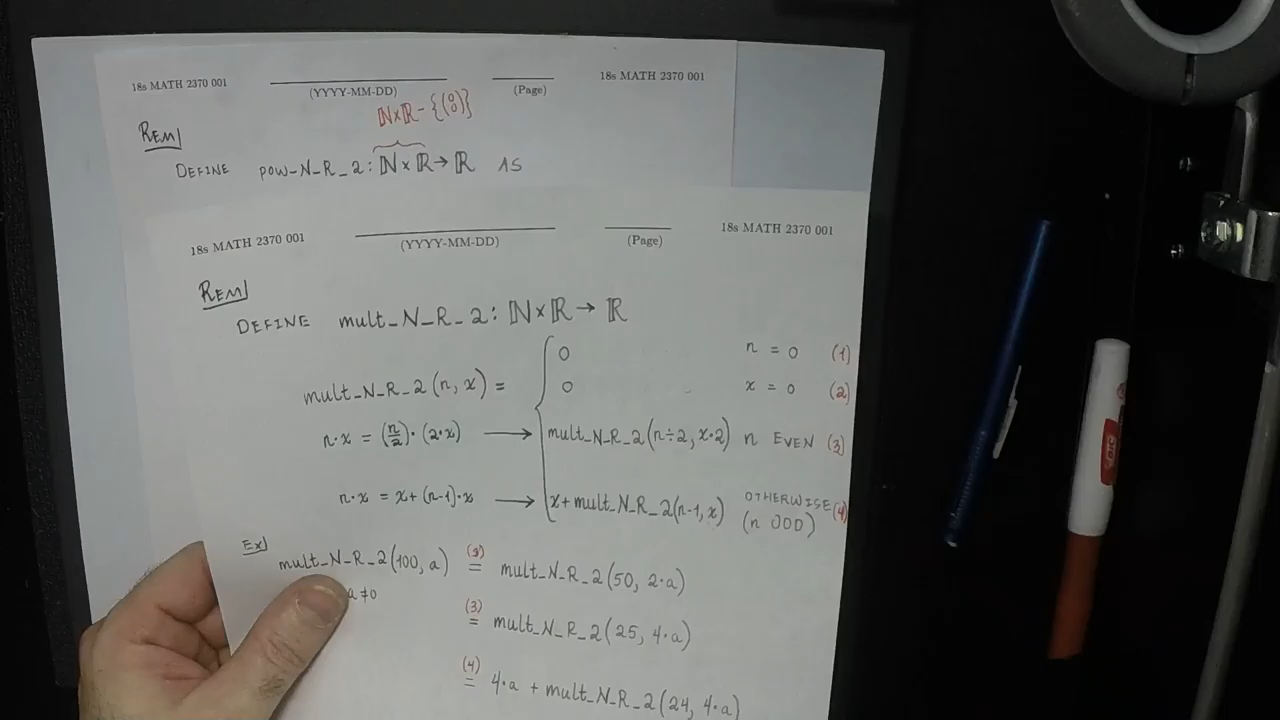 18s MATH 2370 001 (YYYY-MM-DD) (Page) 18s MATH 2370 001
ℕ×ℝ-{(0 0)}
REM
DEFINE pow_N_R_2: ℕ×ℝ→ℝ AS
18s MATH 2370 001 (YYYY-MM-DD) (Page) 18s MATH 2370 001
REM
DEFINE mult_N_R_2: ℕ×ℝ→ℝ
0 n = 0 (1)
mult_N_R_2(n, x) = 0 x = 0 (2)
n·x = (n/2)·(2·x) → mult_N_R_2(n÷2, x·2) n EVEN (3)
n·x = x+(n-1)·x → x+mult_N_R_2(n-1, x) OTHERWISE (4)
(n ODD)
Ex
mult_N_R_2(100, a) (3) = mult_N_R_2(50, 2·a)
a≠0
(3) = mult_N_R_2(25, 4·a)
(4) = 4·a + mult_N_R_2(24, 4·a)
BIC